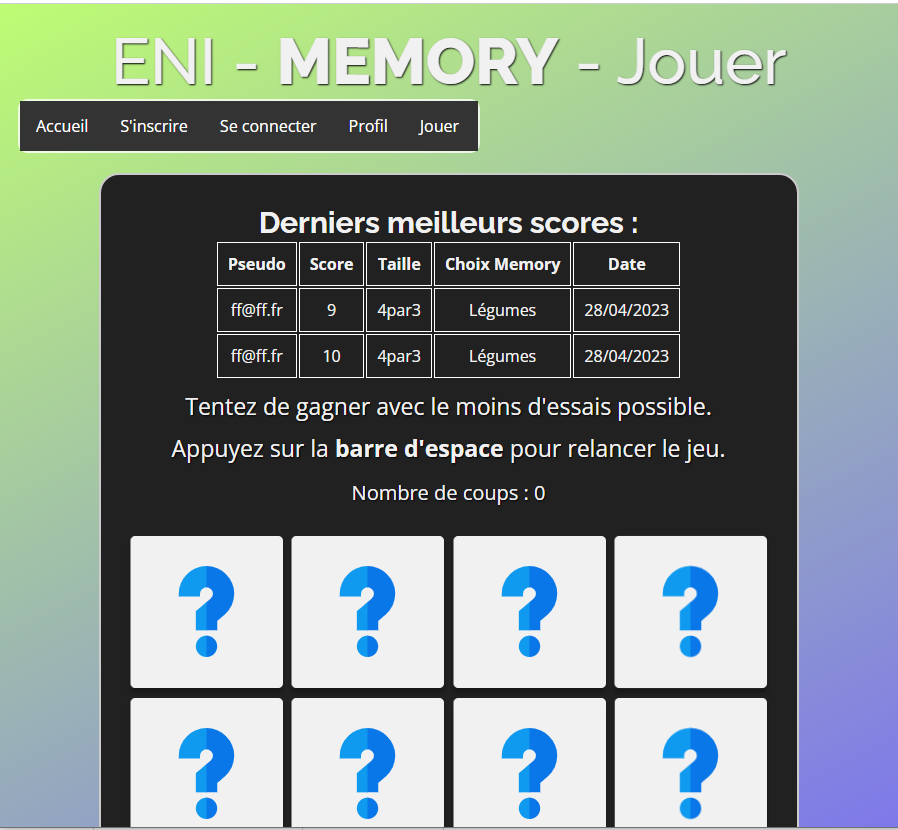 ENI - MEMORY - Jouer
Accueil S'inscrire Se connecter Profil Jouer
Derniers meilleurs scores :
Pseudo Score Taille Choix Memory Date
ff@ff.fr 9 4par3 Légumes 28/04/2023
ff@ff.fr 10 4par3 Légumes 28/04/2023
Tentez de gagner avec le moins d'essais possible.
Appuyez sur la barre d'espace pour relancer le jeu.
Nombre de coups : 0
? ? ? ?
? ? ? ?